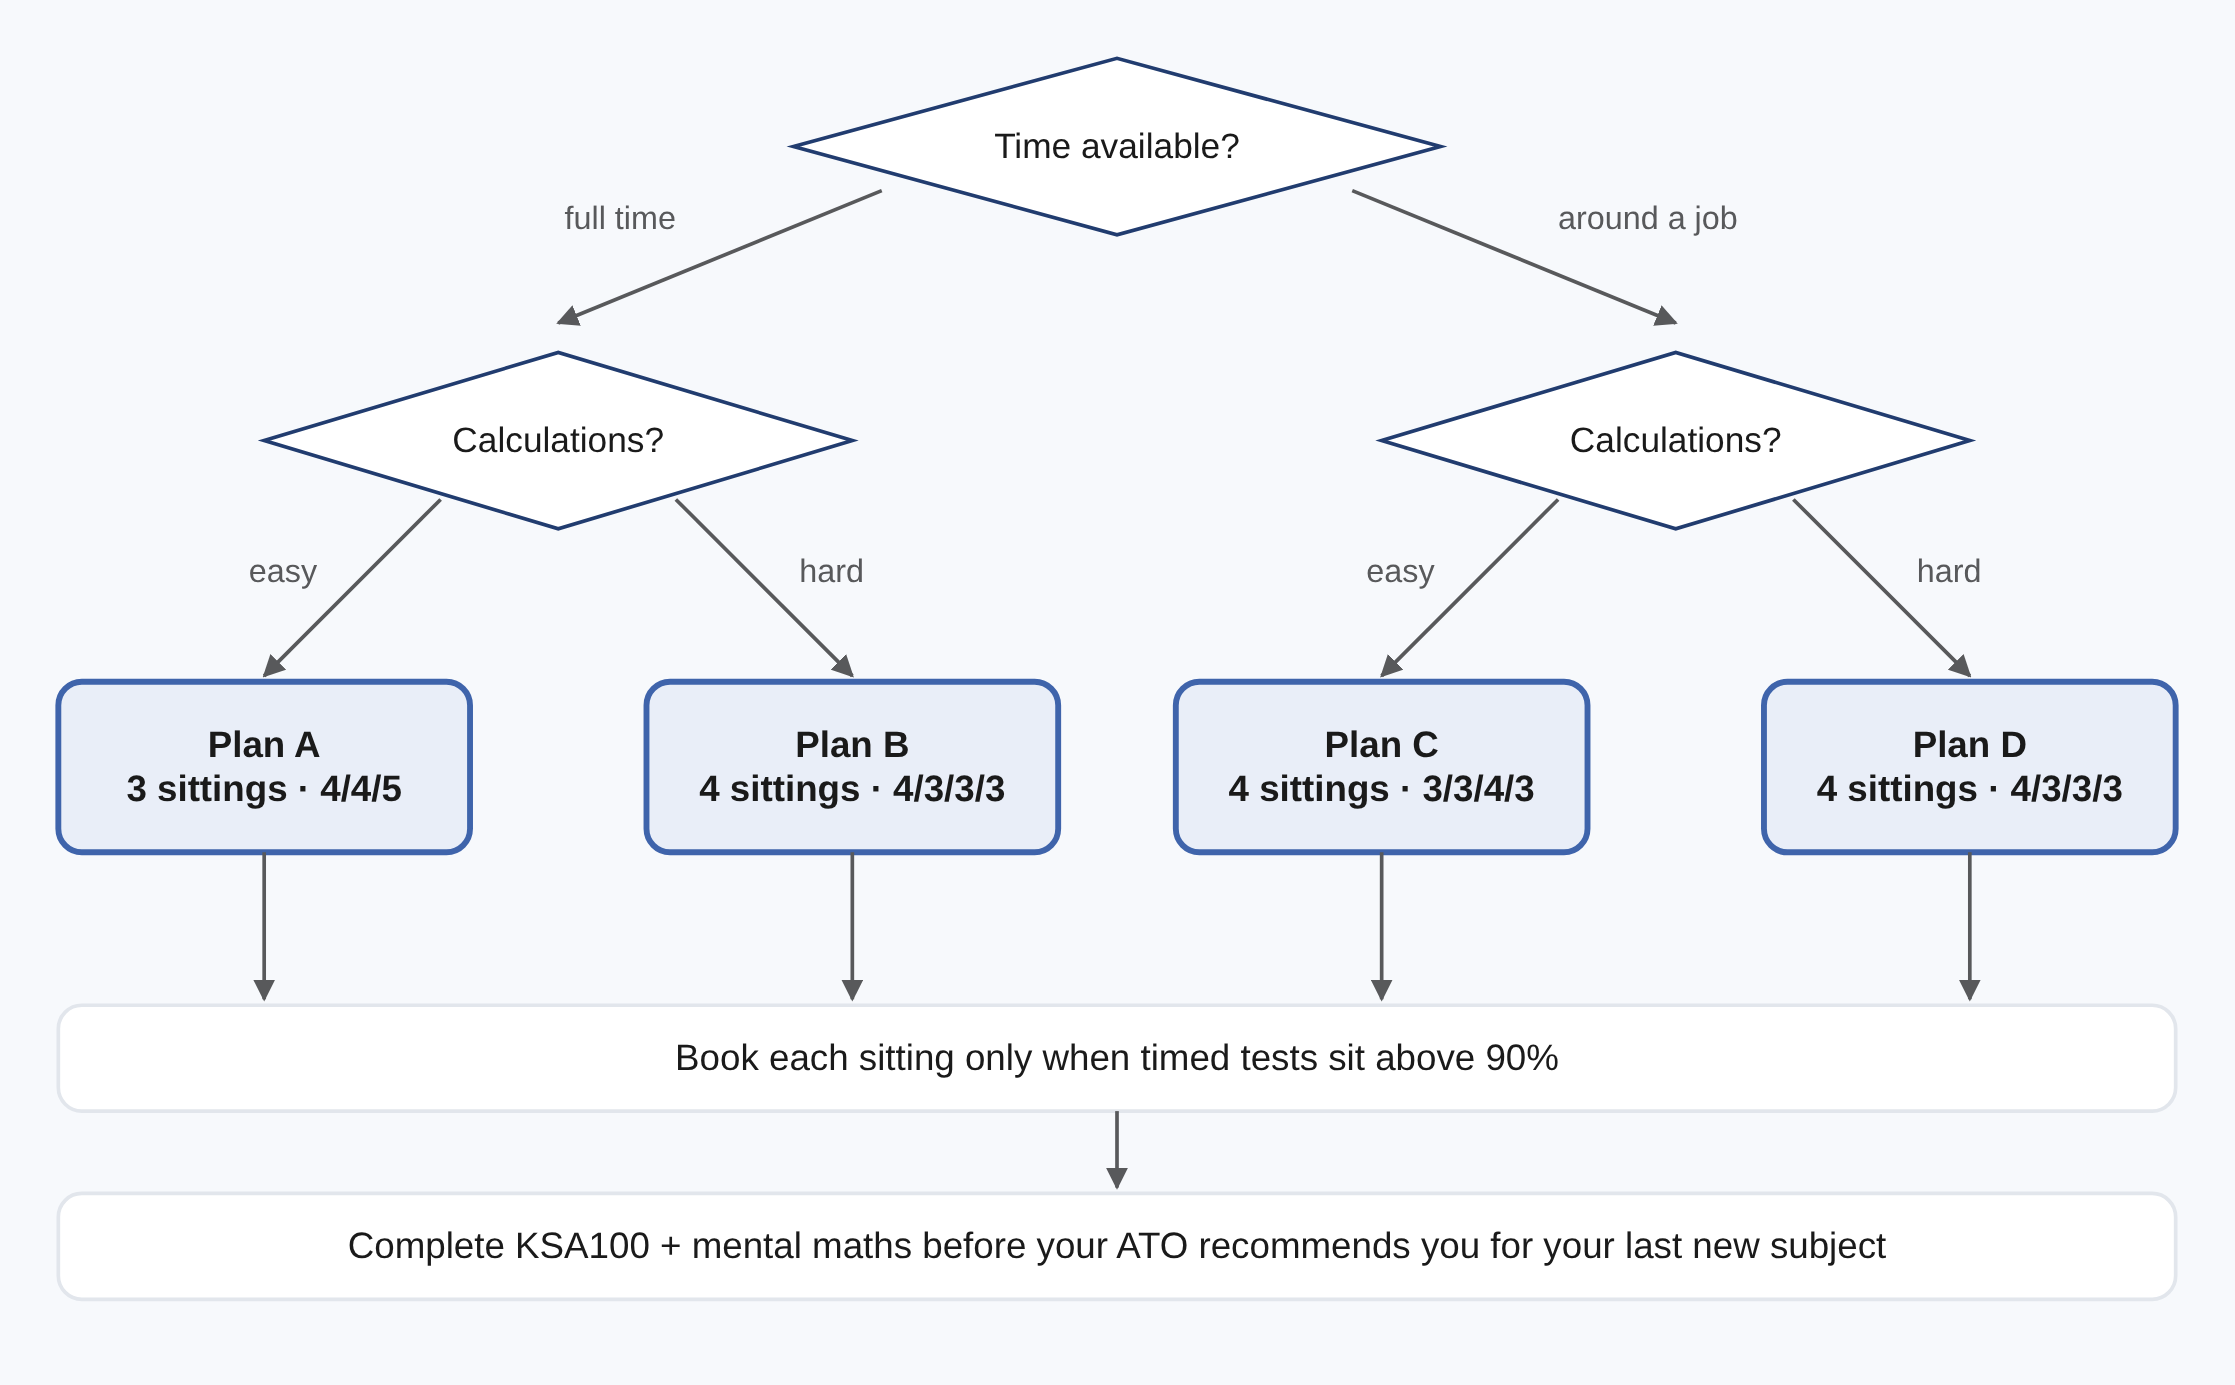 Time available?
full time
around a job
Calculations?
Calculations?
easy
hard
easy
hard
Plan A
3 sittings · 4/4/5
Plan B
4 sittings · 4/3/3/3
Plan C
4 sittings · 3/3/4/3
Plan D
4 sittings · 4/3/3/3
Book each sitting only when timed tests sit above 90%
Complete KSA100 + mental maths before your ATO recommends you for your last new subject